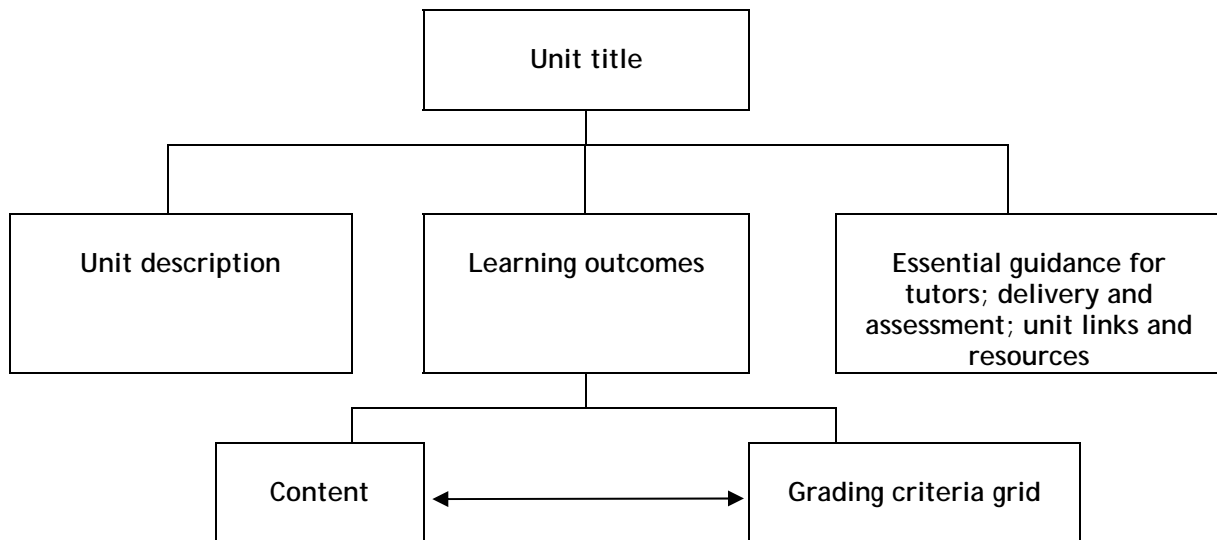 Unit title
Unit description
Learning outcomes
Essential guidance for
tutors; delivery and
assessment; unit links and
resources
Content
Grading criteria grid